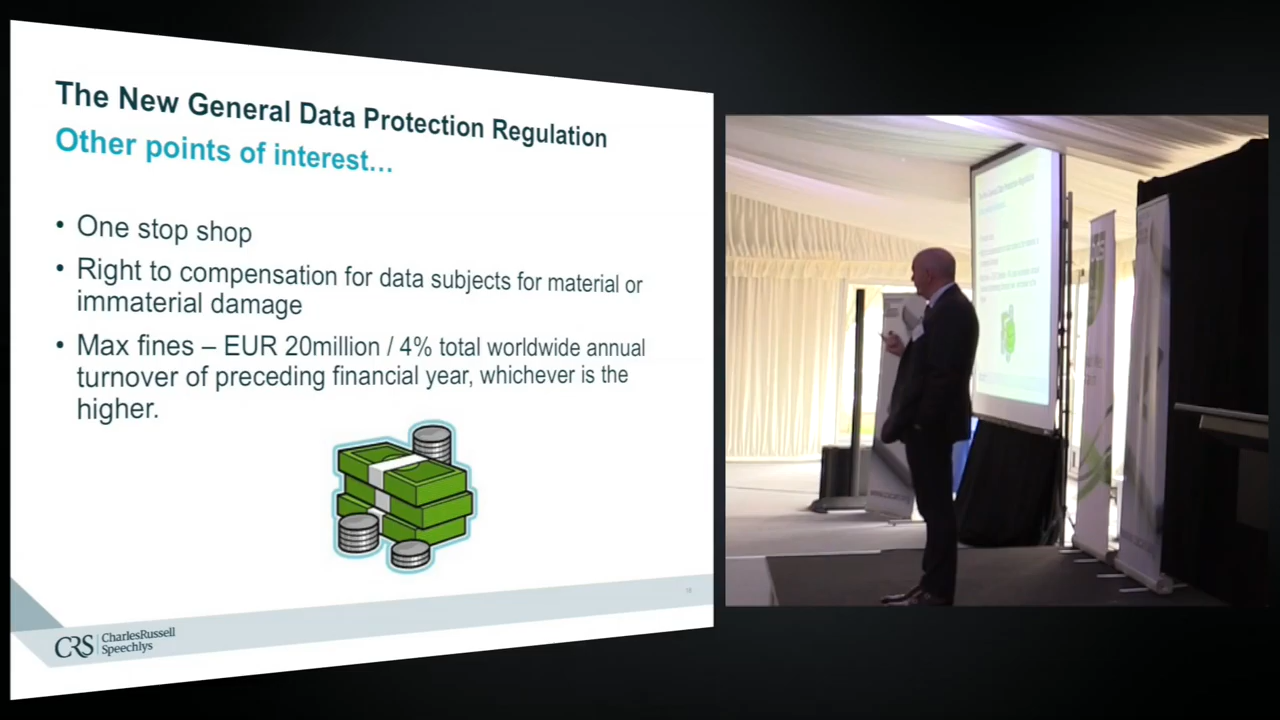 The New General Data Protection Regulation
Other points of interest…
• One stop shop
• Right to compensation for data subjects for material or
immaterial damage
• Max fines – EUR 20million / 4% total worldwide annual
turnover of preceding financial year, whichever is the
higher.
CRS
CharlesRussell
Speechlys